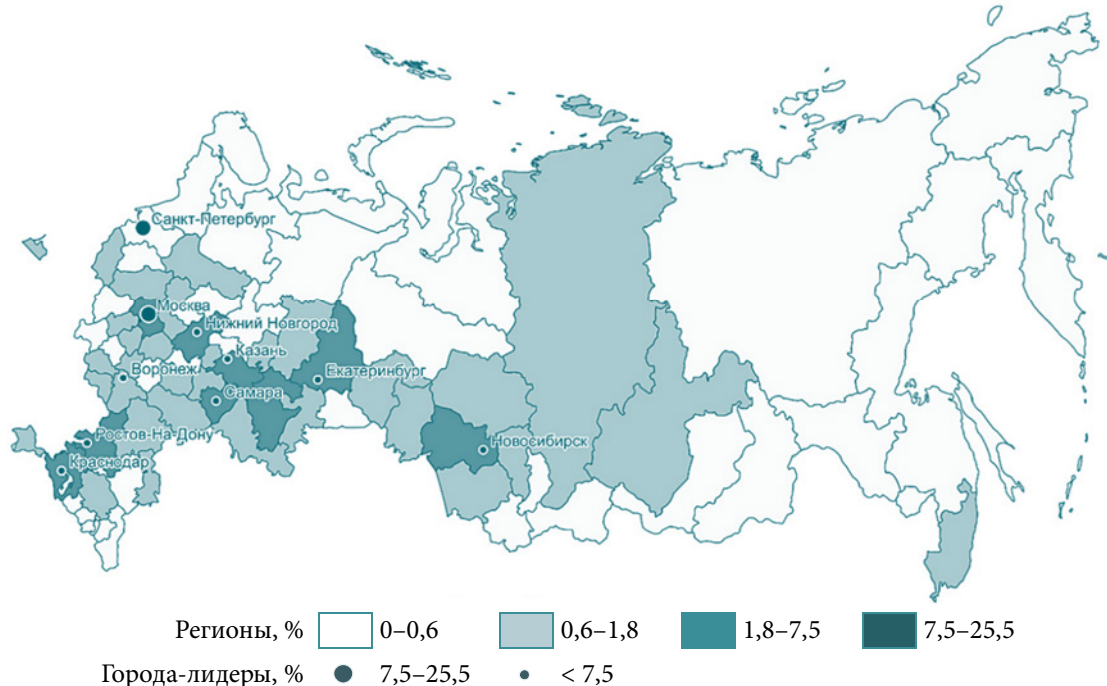 Санкт-Петербург
Москва
Нижний Новгород
Казань
Воронеж
Екатеринбург
Самара
Ростов-На-Дону
Новосибирск
Краснодар
Регионы, % 0–0,6 0,6–1,8 1,8–7,5 7,5–25,5
Города-лидеры, % 7,5–25,5 < 7,5